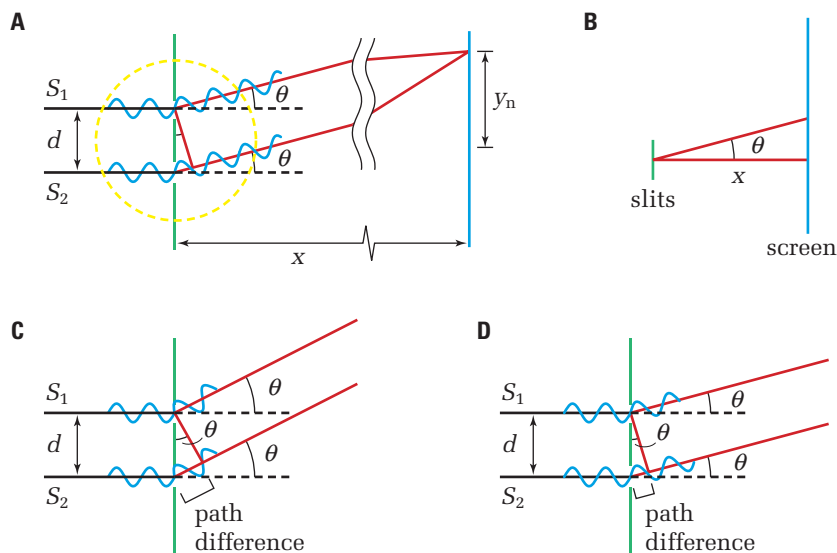 A
S1
d
S2
θ
θ
yn
x
B
θ
x
slits
screen
C
S1
d
S2
θ
θ
θ
path
difference
D
S1
d
S2
θ
θ
θ
path
difference